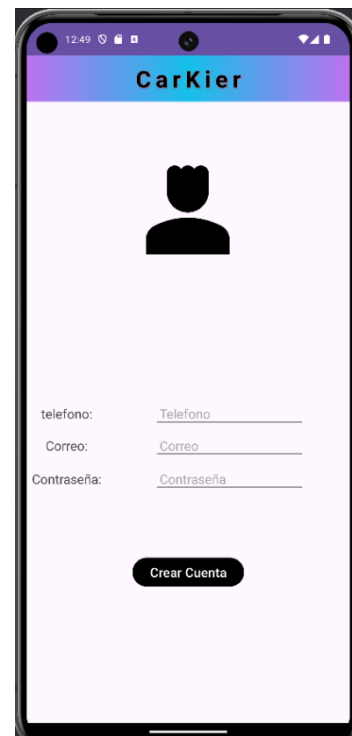 12:49
CarKier
telefono: Telefono
Correo: Correo
Contraseña: Contraseña
Crear Cuenta